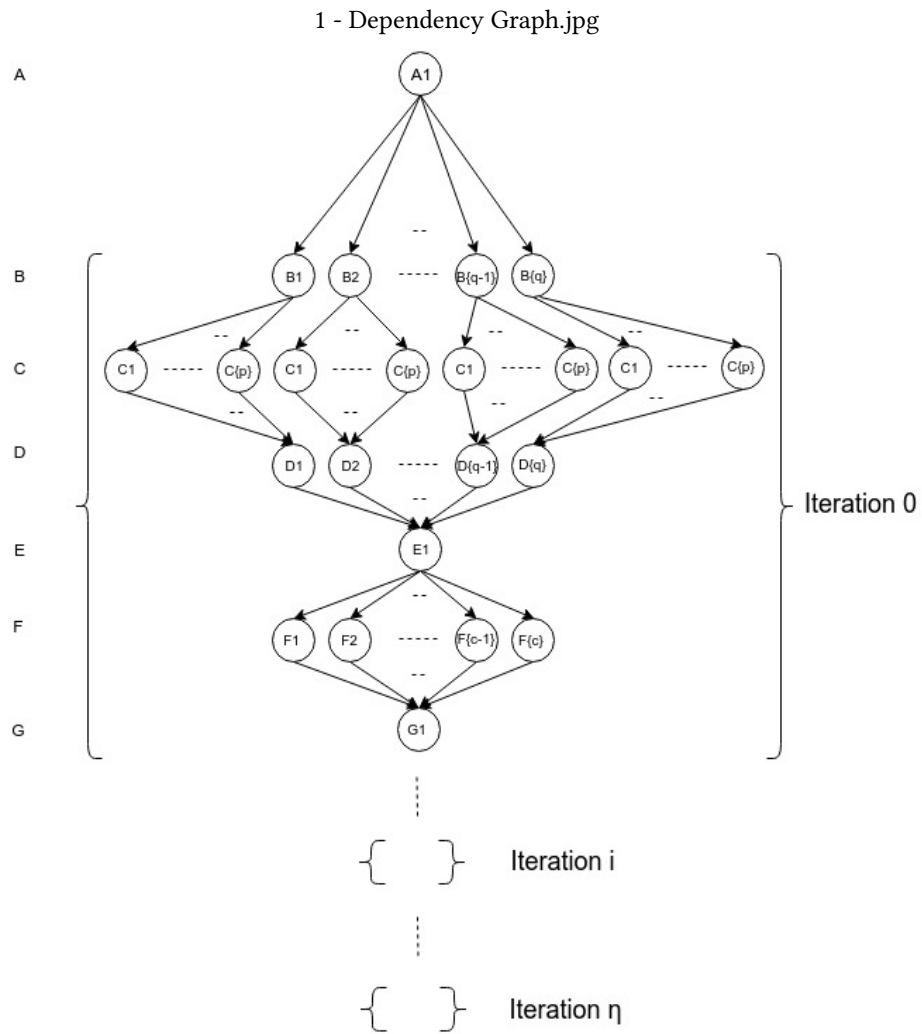 1 - Dependency Graph.jpg
A A1
--
B B1 B2 ----- B{q-1} B{q}
-- -- -- --
C C1 ----- C{p} C1 ----- C{p} C1 ----- C{p} C1 ----- C{p}
-- -- -- --
D D1 D2 ----- D{q-1} D{q}
--
Iteration 0
E E1
--
F F1 F2 ----- F{c-1} F{c}
--
G G1
{ } Iteration i
{ } Iteration η